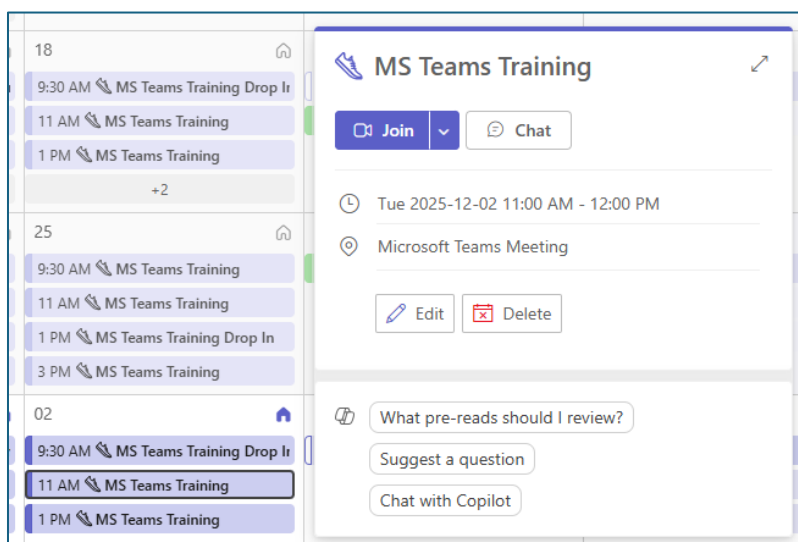 18
9:30 AM MS Teams Training Drop In
11 AM MS Teams Training
1 PM MS Teams Training
+2
25
9:30 AM MS Teams Training
11 AM MS Teams Training
1 PM MS Teams Training Drop In
3 PM MS Teams Training
02
9:30 AM MS Teams Training Drop In
11 AM MS Teams Training
1 PM MS Teams Training
MS Teams Training
Join
Chat
Tue 2025-12-02 11:00 AM - 12:00 PM
Microsoft Teams Meeting
Edit
Delete
What pre-reads should I review?
Suggest a question
Chat with Copilot